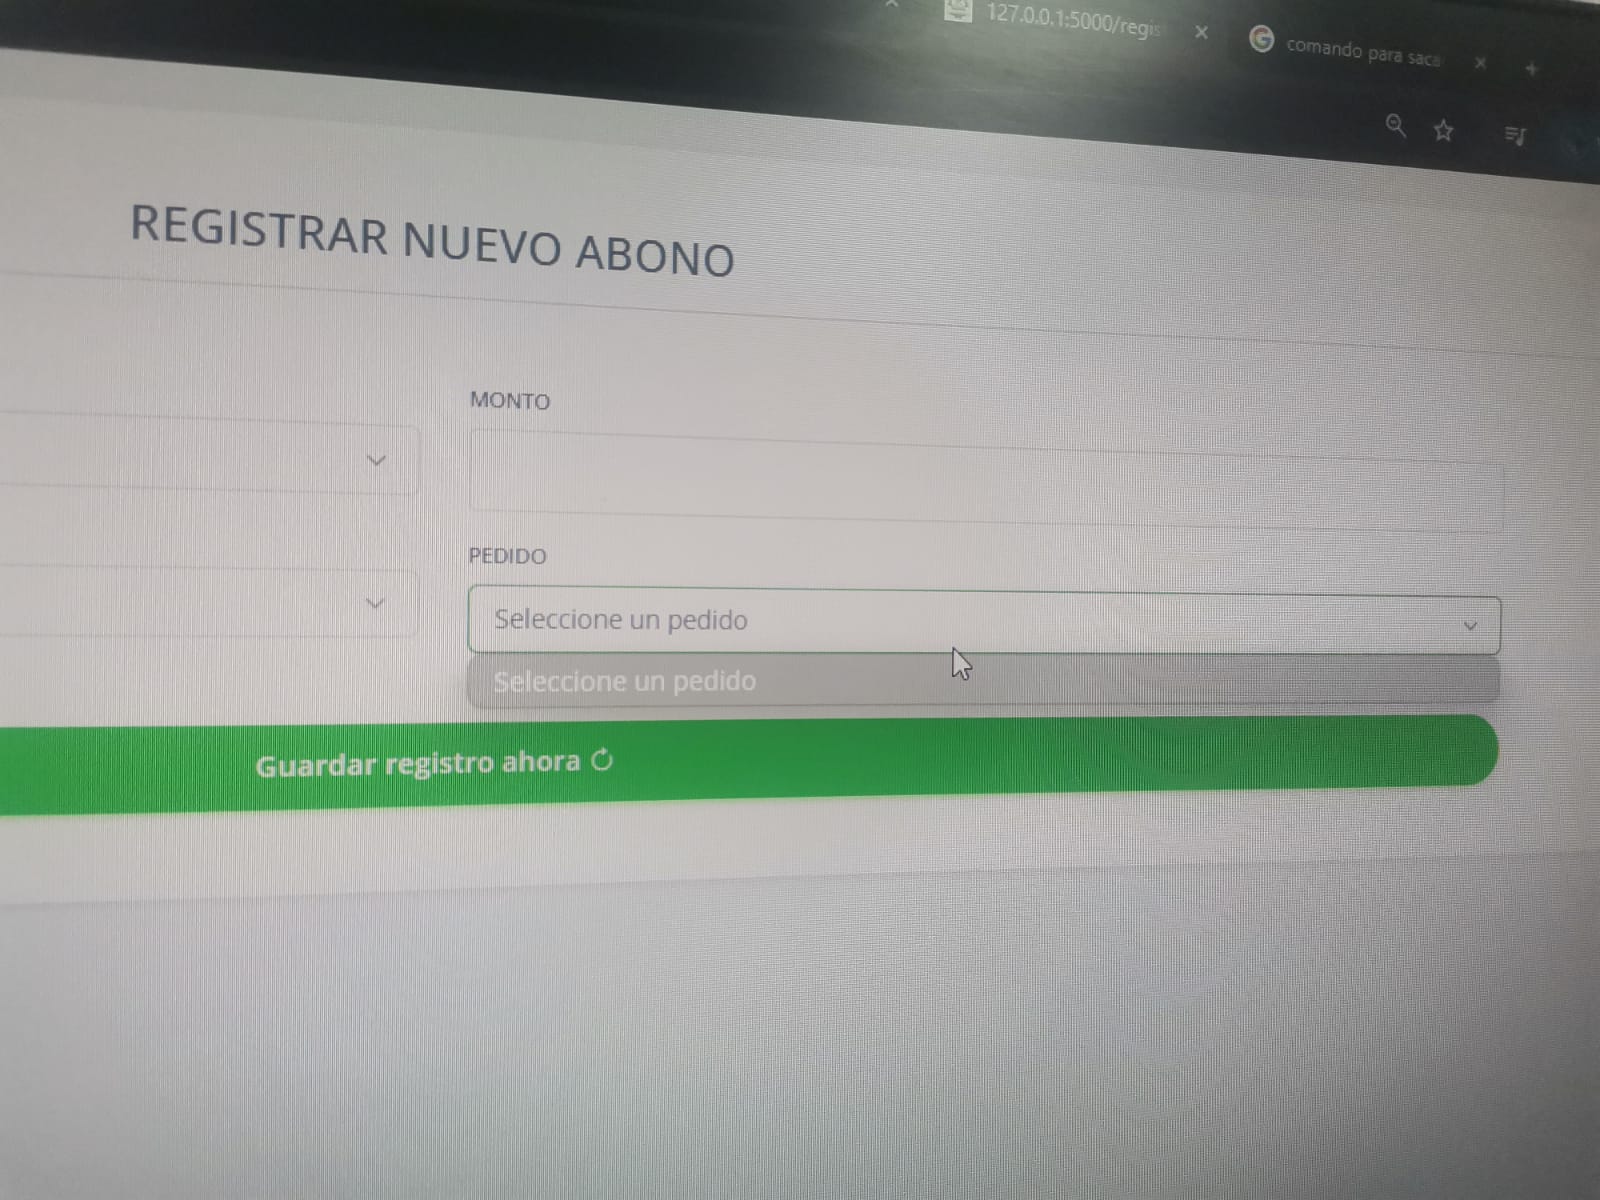 127.0.0.1:5000/regis
comando para saca
REGISTRAR NUEVO ABONO
MONTO
PEDIDO
Seleccione un pedido
Seleccione un pedido
Guardar registro ahora